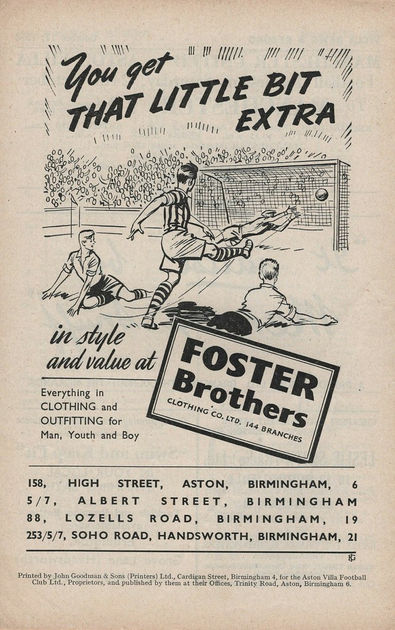 You get
THAT LITTLE BIT
EXTRA
in style
and value at
FOSTER
Brothers
CLOTHING CO. LTD. 144 BRANCHES
Everything in
CLOTHING and
OUTFITTING for
Man, Youth and Boy
158, HIGH STREET, ASTON, BIRMINGHAM, 6
5/7, ALBERT STREET, BIRMINGHAM
88, LOZELLS ROAD, BIRMINGHAM, 19
253/5/7, SOHO ROAD, HANDSWORTH, BIRMINGHAM, 21
Printed by John Goodman & Sons (Printers) Ltd., Cardigan Street, Birmingham 4, for the Aston Villa Football
Club Ltd., Proprietors, and published by them at their Offices, Trinity Road, Aston, Birmingham 6.